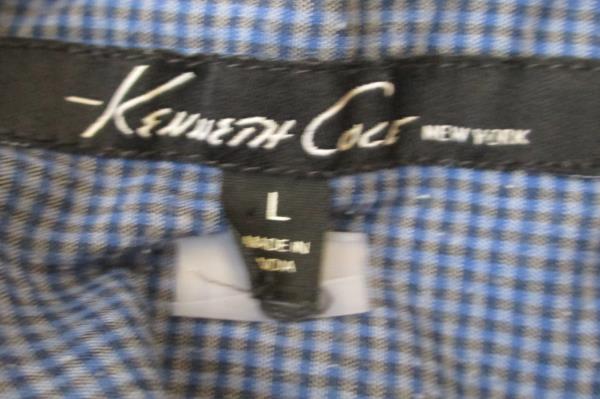 KENNETH COLE NEW YORK
L
MADE IN
INDIA